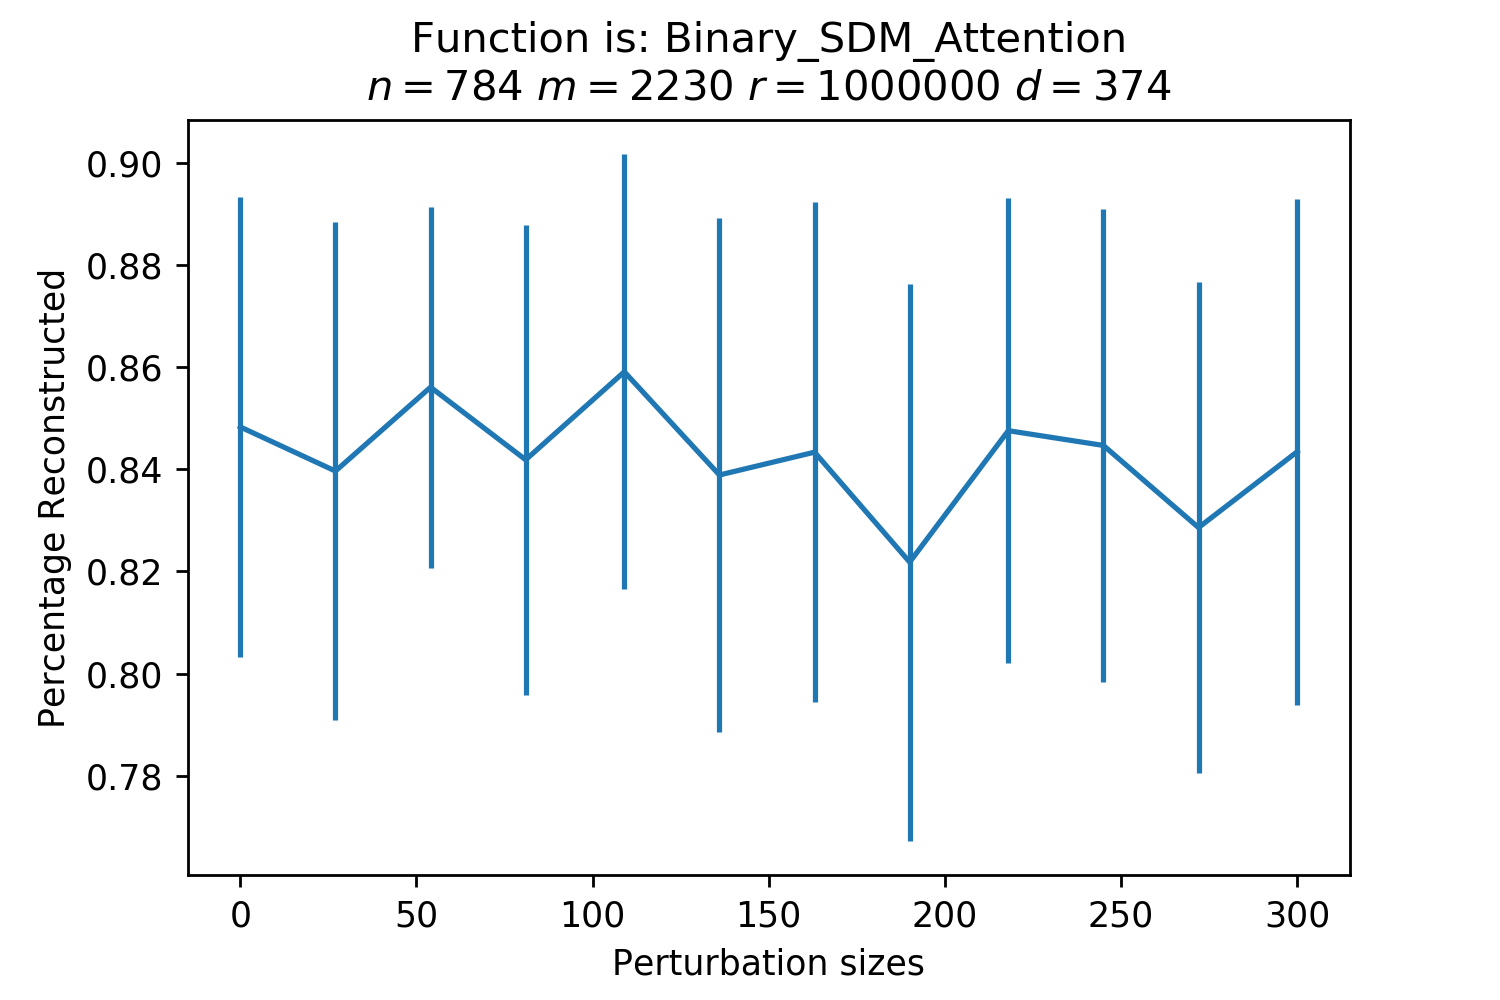 Function is: Binary_SDM_Attention
n = 784 m = 2230 r = 1000000 d = 374
Percentage Reconstructed
0.90
0.88
0.86
0.84
0.82
0.80
0.78
0 50 100 150 200 250 300
Perturbation sizes